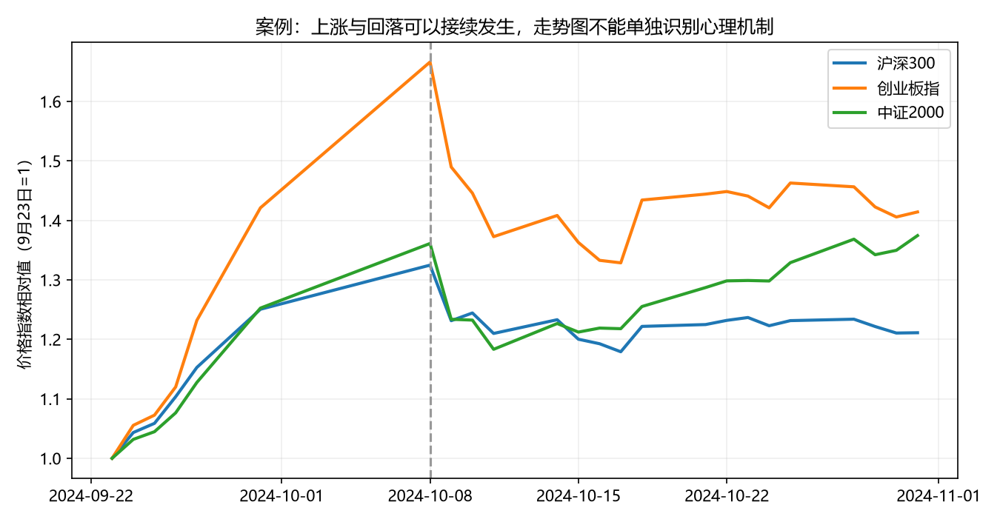 案例：上涨与回落可以接续发生，走势图不能单独识别心理机制
价格指数相对值（9月23日=1）
1.6
1.5
1.4
1.3
1.2
1.1
1.0
沪深300
创业板指
中证2000
2024-09-22
2024-10-01
2024-10-08
2024-10-15
2024-10-22
2024-11-01